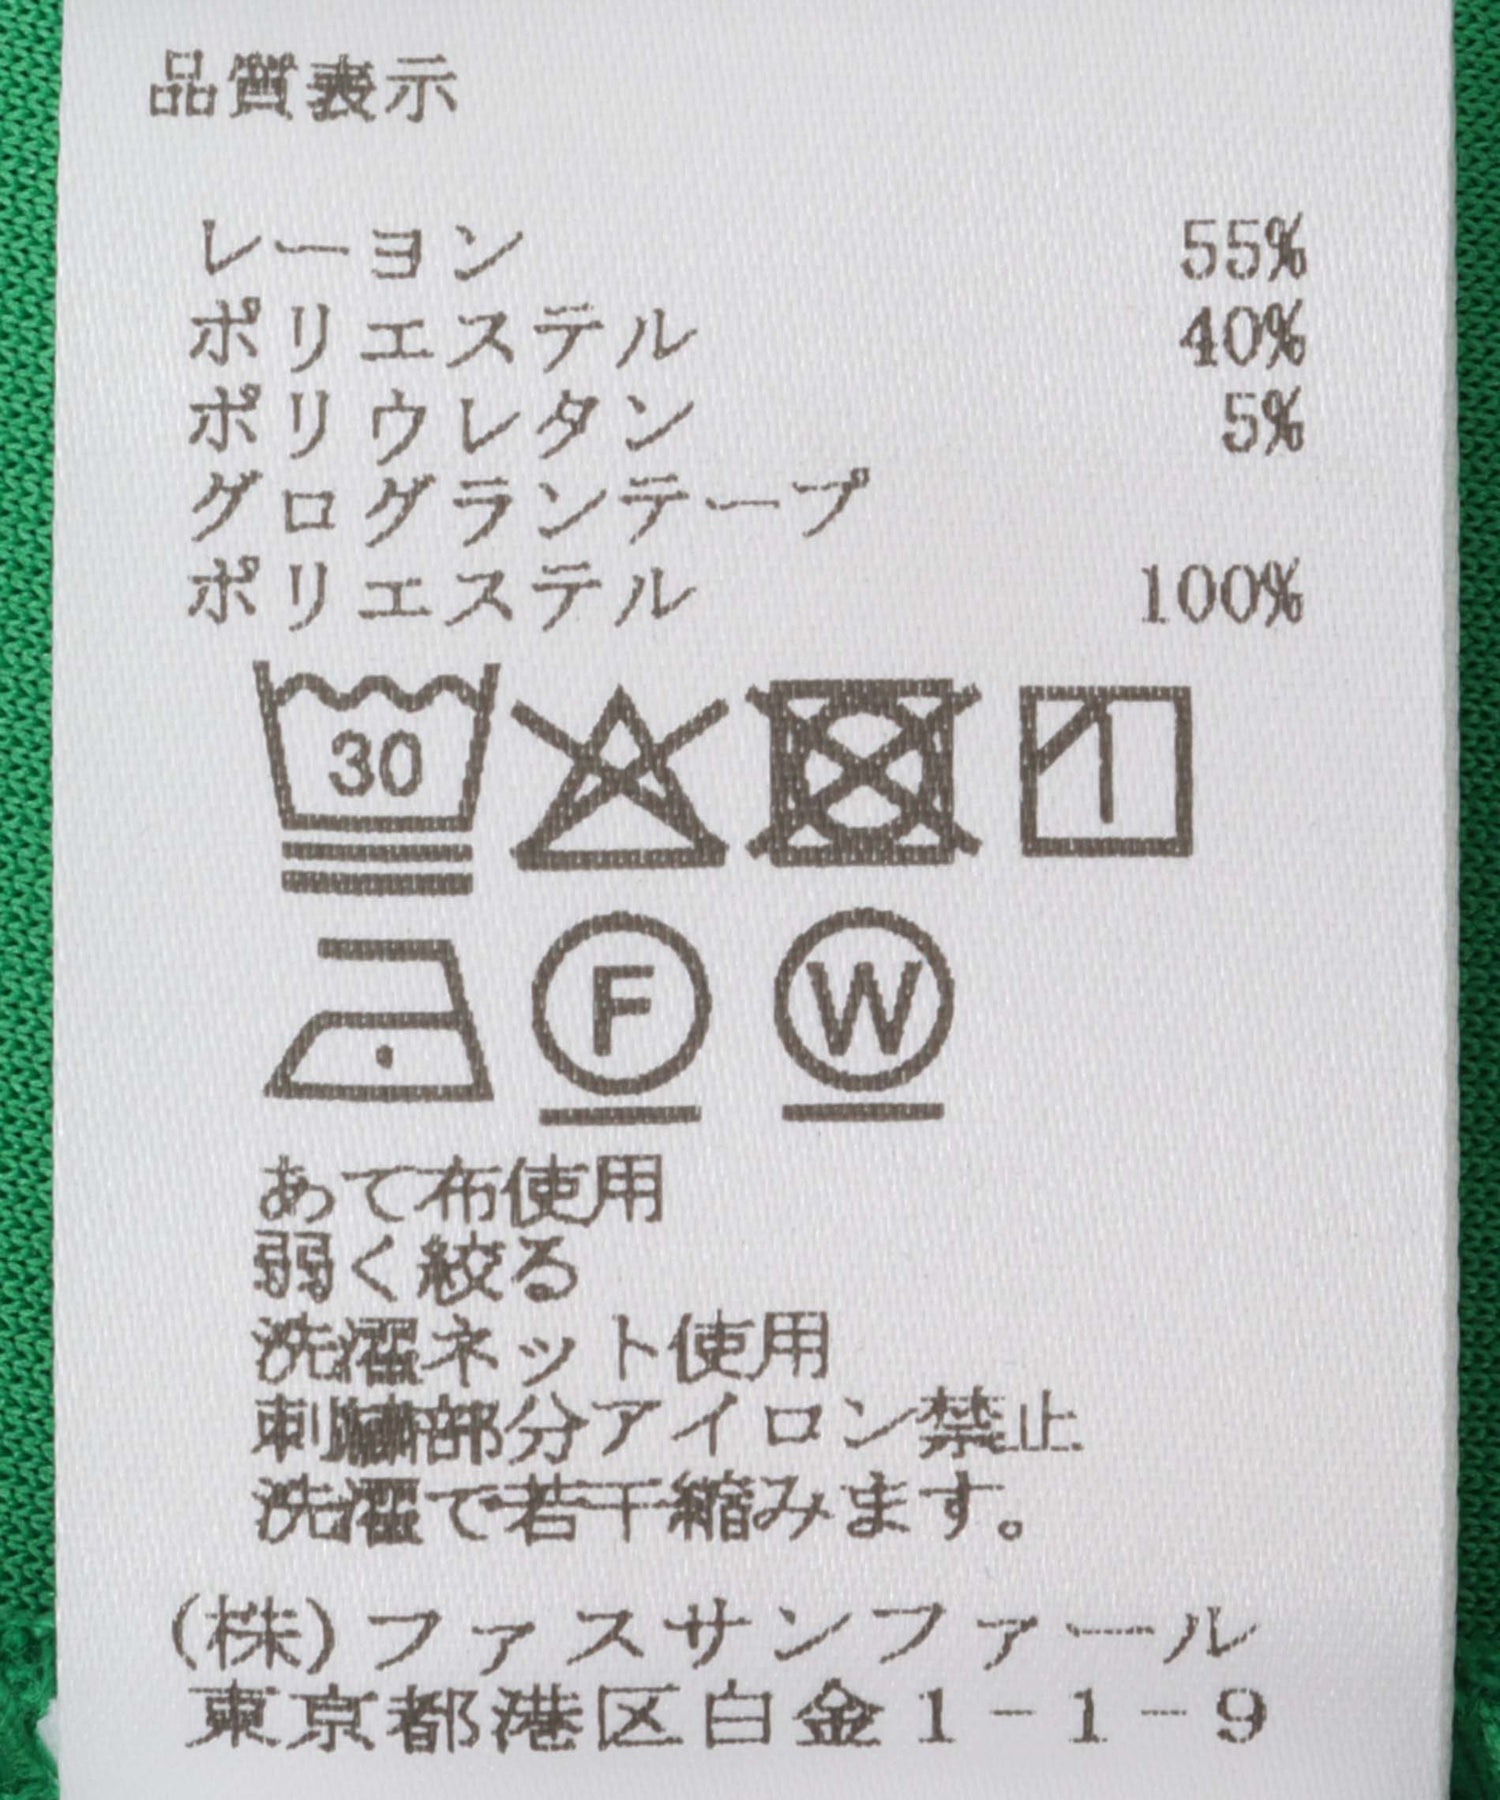 品質表示
レーヨン 55%
ポリエステル 40%
ポリウレタン 5%
グログランテープ
ポリエステル 100%
30
F W
あて布使用
弱く絞る
洗濯ネット使用
刺繍部分アイロン禁止
洗濯で若干縮みます。
(株)ファスサンファール
東京都港区白金1-1-9